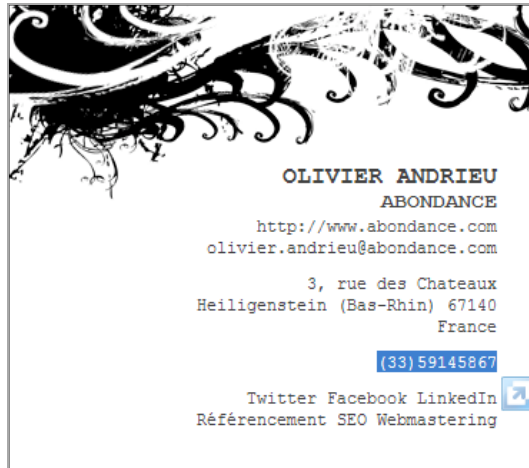 OLIVIER ANDRIEU
ABONDANCE
http://www.abondance.com
olivier.andrieu@abondance.com
3, rue des Chateaux
Heiligenstein (Bas-Rhin) 67140
France
(33)59145867
Twitter Facebook LinkedIn
Référencement SEO Webmastering